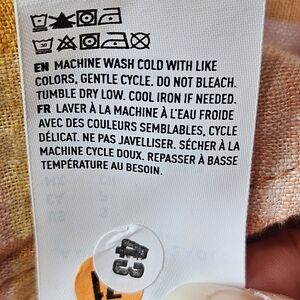 EN MACHINE WASH COLD WITH LIKE
COLORS, GENTLE CYCLE. DO NOT BLEACH.
TUMBLE DRY LOW. COOL IRON IF NEEDED.
FR LAVER À LA MACHINE À L'EAU FROIDE
AVEC DES COULEURS SEMBLABLES, CYCLE
DÉLICAT. NE PAS JAVELLISER. SÉCHER À LA
MACHINE CYCLE DOUX. REPASSER À BASSE
TEMPÉRATURE AU BESOIN.